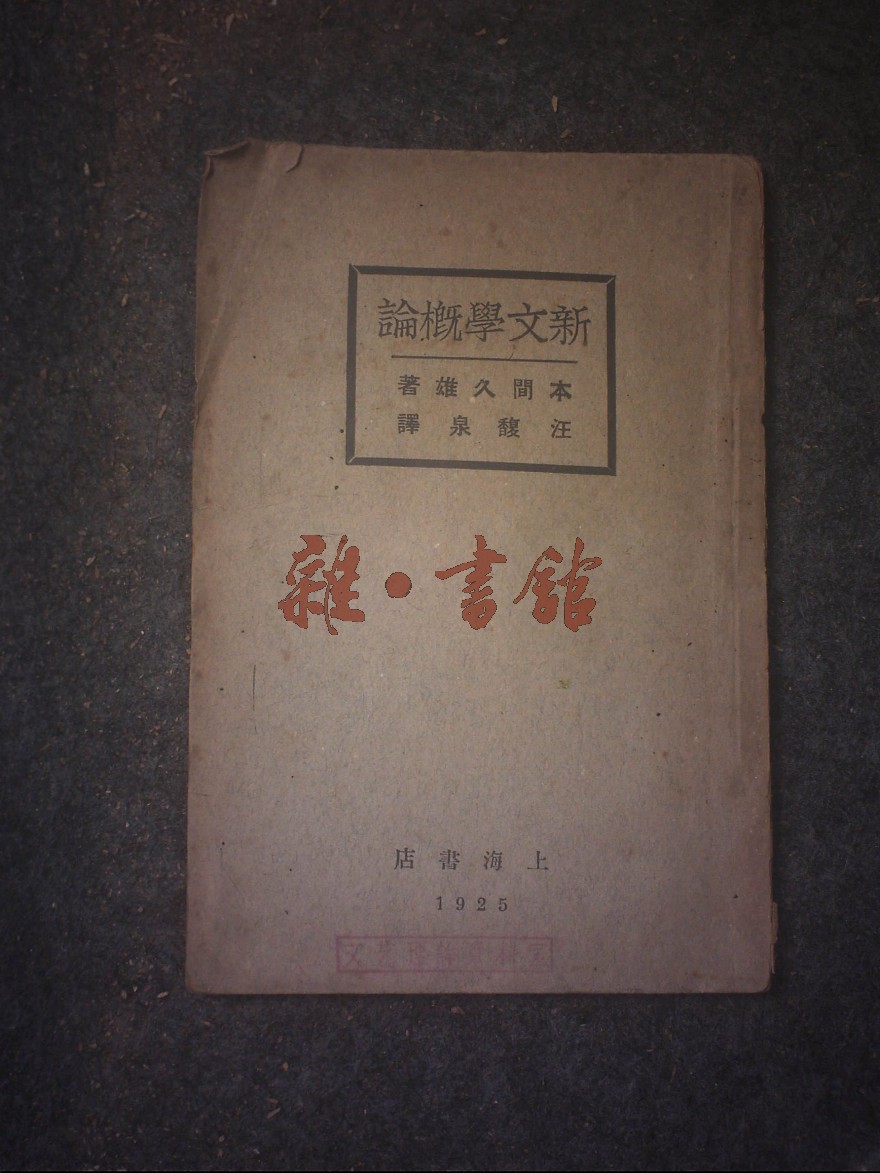 新文學概論
本間久雄著
汪馥泉譯
雜·書館
上海書店
1925